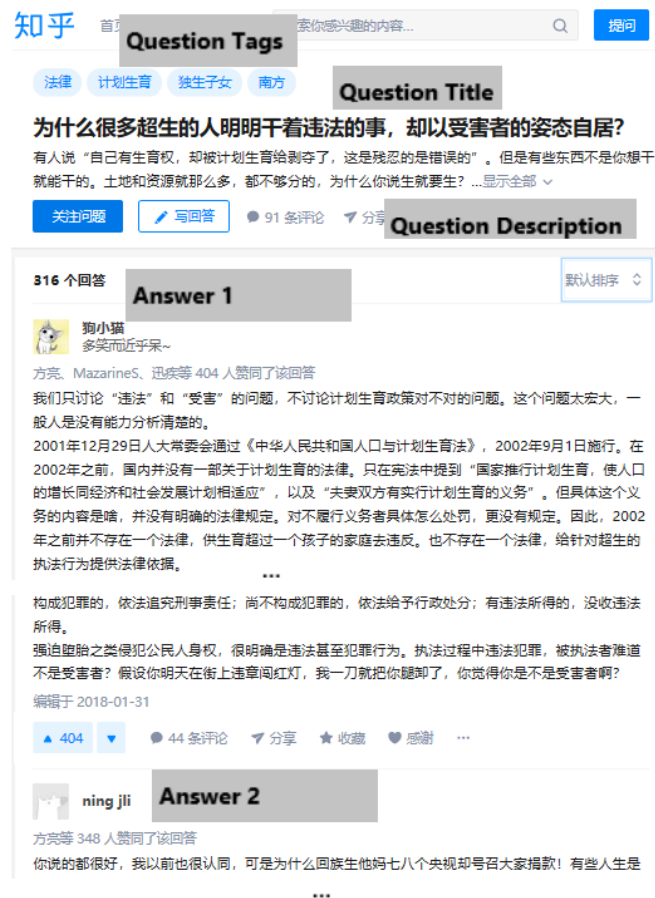 知乎
首页
Question Tags
索你感兴趣的内容...
提问
法律 计划生育 独生子女 南方
Question Title
为什么很多超生的人明明干着违法的事，却以受害者的姿态自居？
有人说“自己有生育权，却被计划生育给剥夺了，这是残忍的是错误的”。但是有些东西不是你想干
就能干的。土地和资源就那么多，都不够分的，为什么你说生就要生？...显示全部
关注问题 写回答 91 条评论 分享
Question Description
316 个回答
Answer 1
默认排序
狗小猫
多笑而近乎呆~
方亮、MazarineS、迅疾等 404 人赞同了该回答
我们只讨论“违法”和“受害”的问题，不讨论计划生育政策对不对的问题。这个问题太宏大，一
般人是没有能力分析清楚的。
2001年12月29日人大常委会通过《中华人民共和国人口与计划生育法》，2002年9月1日施行。在
2002年之前，国内并没有一部关于计划生育的法律。只在宪法中提到“国家推行计划生育，使人口
的增长同经济和社会发展计划相适应”，以及“夫妻双方有实行计划生育的义务”。但具体这个义
务的内容是啥，并没有明确的法律规定。对不履行义务者具体怎么处罚，更没有规定。因此，2002
年之前并不存在一个法律，供生育超过一个孩子的家庭去违反。也不存在一个法律，给针对超生的
执法行为提供法律依据。
...
构成犯罪的，依法追究刑事责任；尚不构成犯罪的，依法给予行政处分；有违法所得的，没收违法
所得。
强迫堕胎之类侵犯公民人身权，很明确是违法甚至犯罪行为。执法过程中违法犯罪，被执法者难道
不是受害者？假设你明天在街上违章闯红灯，我一刀就把你腿卸了，你觉得你是不是受害者啊？
编辑于 2018-01-31
404 44 条评论 分享 收藏 感谢 ...
ning jli
Answer 2
方亮等 348 人赞同了该回答
你说的都很好，我以前也很认同，可是为什么回族生他妈七八个央视却号召大家捐款！有些人生是
...